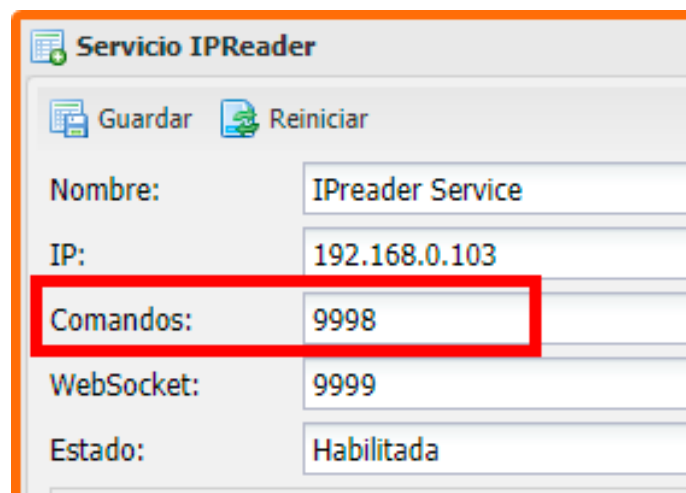 Servicio IPReader
Guardar Reiniciar
Nombre: IPreader Service
IP: 192.168.0.103
Comandos: 9998
WebSocket: 9999
Estado: Habilitada